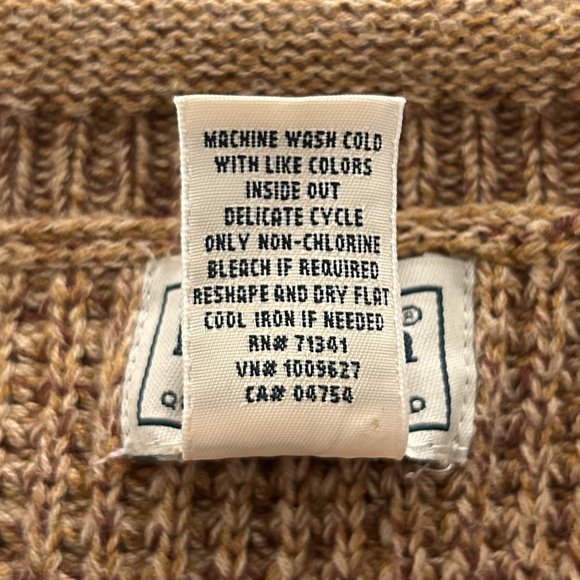 MACHINE WASH COLD
WITH LIKE COLORS
INSIDE OUT
DELICATE CYCLE
ONLY NON-CHLORINE
BLEACH IF REQUIRED
RESHAPE AND DRY FLAT
COOL IRON IF NEEDED
RN# 71341
VN# 1009627
CA# 04754
®